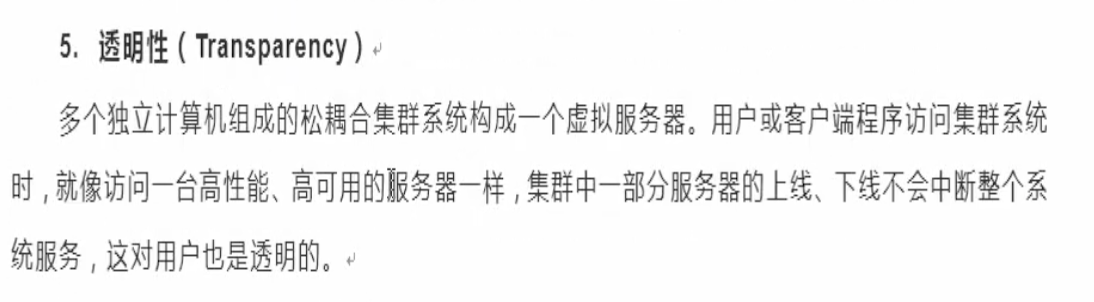 5. 透明性（Transparency）
多个独立计算机组成的松耦合集群系统构成一个虚拟服务器。用户或客户端程序访问集群系统
时，就像访问一台高性能、高可用的服务器一样，集群中一部分服务器的上线、下线不会中断整个系
统服务，这对用户也是透明的。